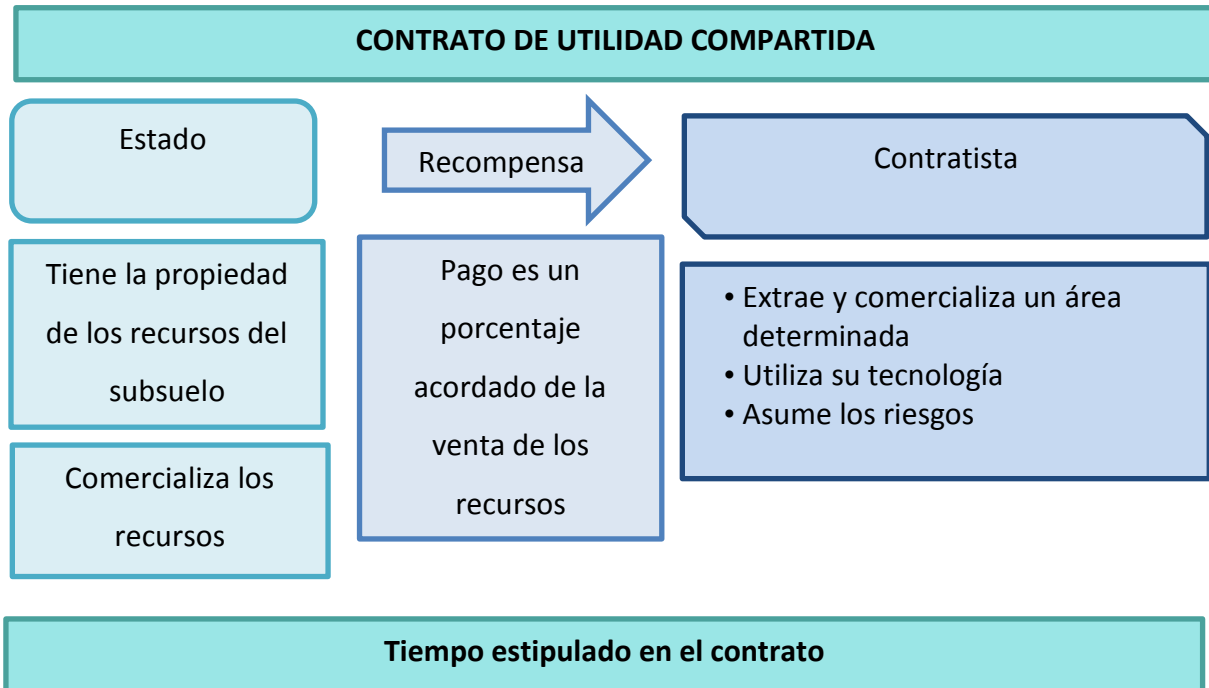 CONTRATO DE UTILIDAD COMPARTIDA
Estado
Recompensa
Contratista
Tiene la propiedad
de los recursos del
subsuelo
Comercializa los
recursos
Pago es un
porcentaje
acordado de la
venta de los
recursos
• Extrae y comercializa un área
determinada
• Utiliza su tecnología
• Asume los riesgos
Tiempo estipulado en el contrato